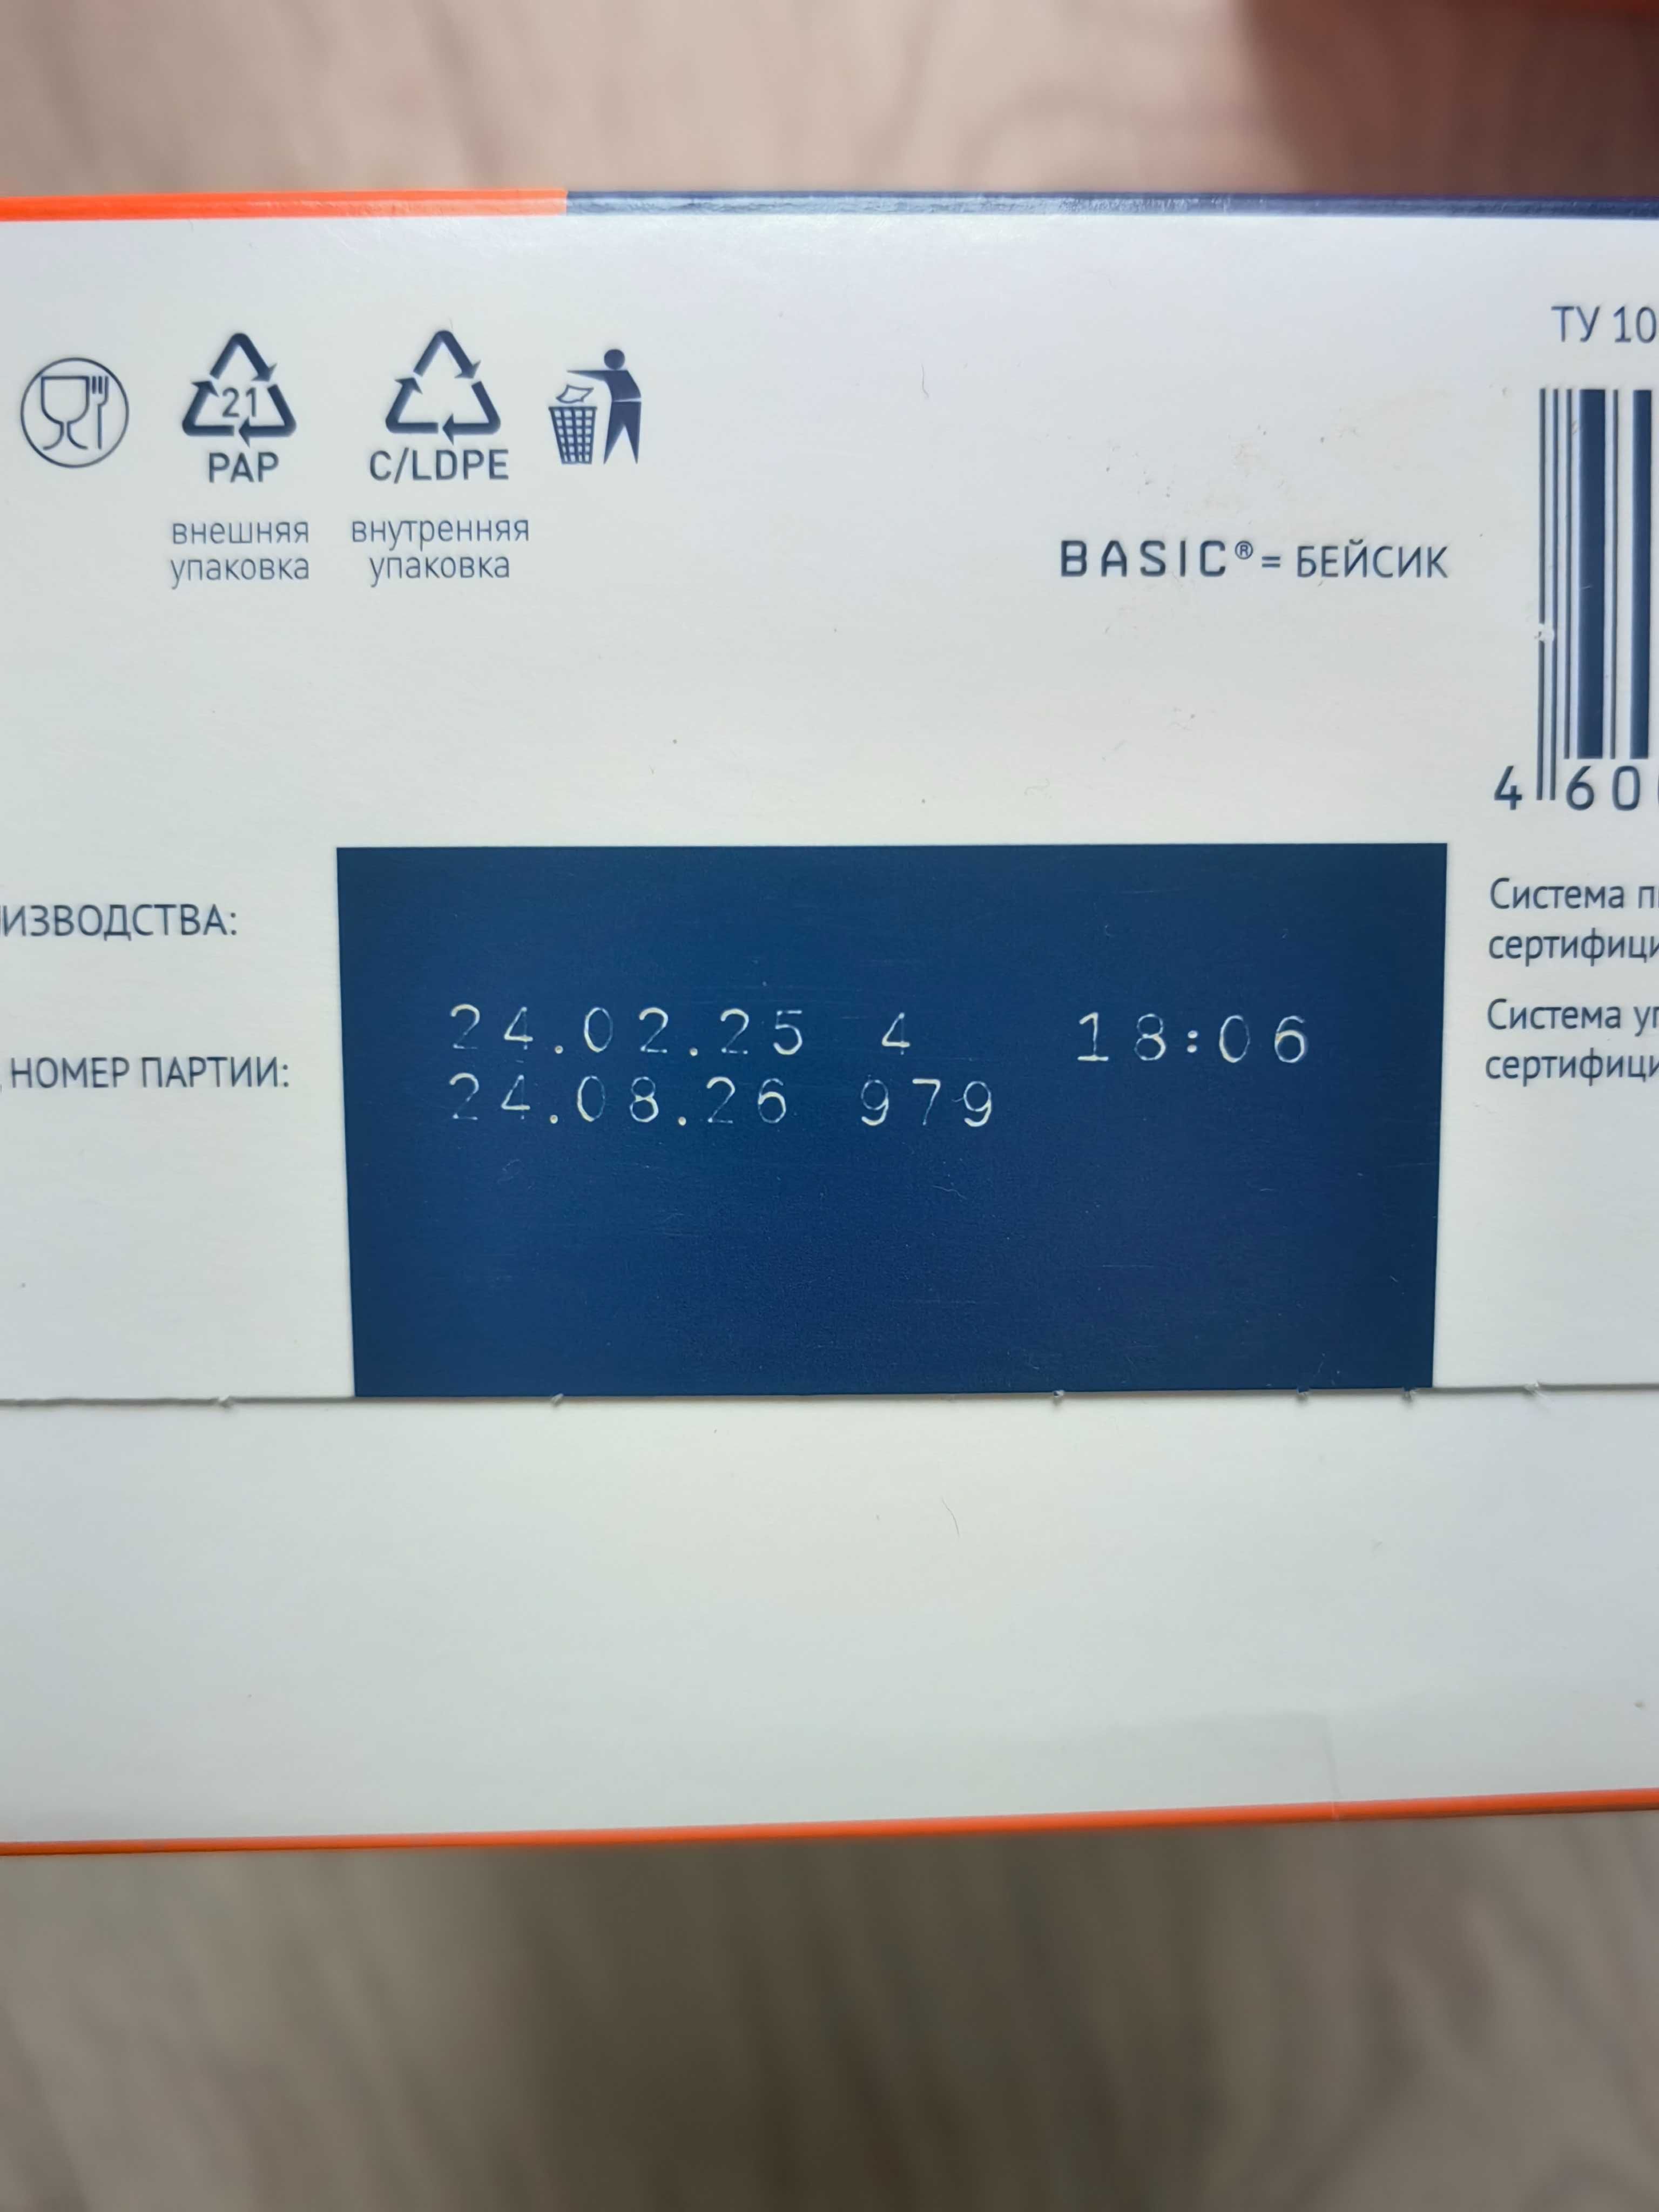 ТУ 10
21
PAP
C/LDPE
внешняя
упаковка
внутренняя
упаковка
BASIC®= БЕЙСИК
4 60
ИЗВОДСТВА:
НОМЕР ПАРТИИ:
24.02.25 4 18:06
24.08.26 979
Система
сертифици
Система
сертифици